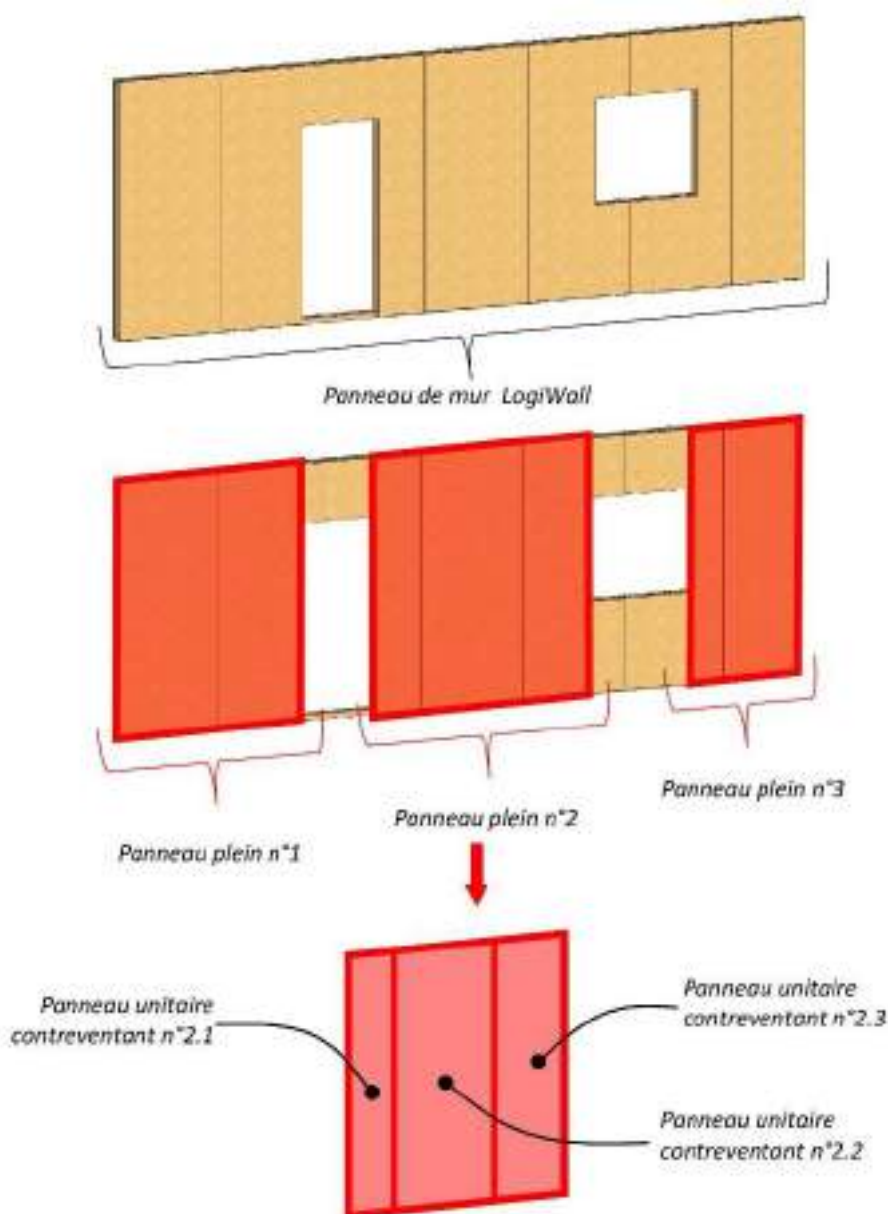 Panneau de mur LogiWall
Panneau plein n°1
Panneau plein n°2
Panneau plein n°3
Panneau unitaire
contreventant n°2.1
Panneau unitaire
contreventant n°2.3
Panneau unitaire
contreventant n°2.2